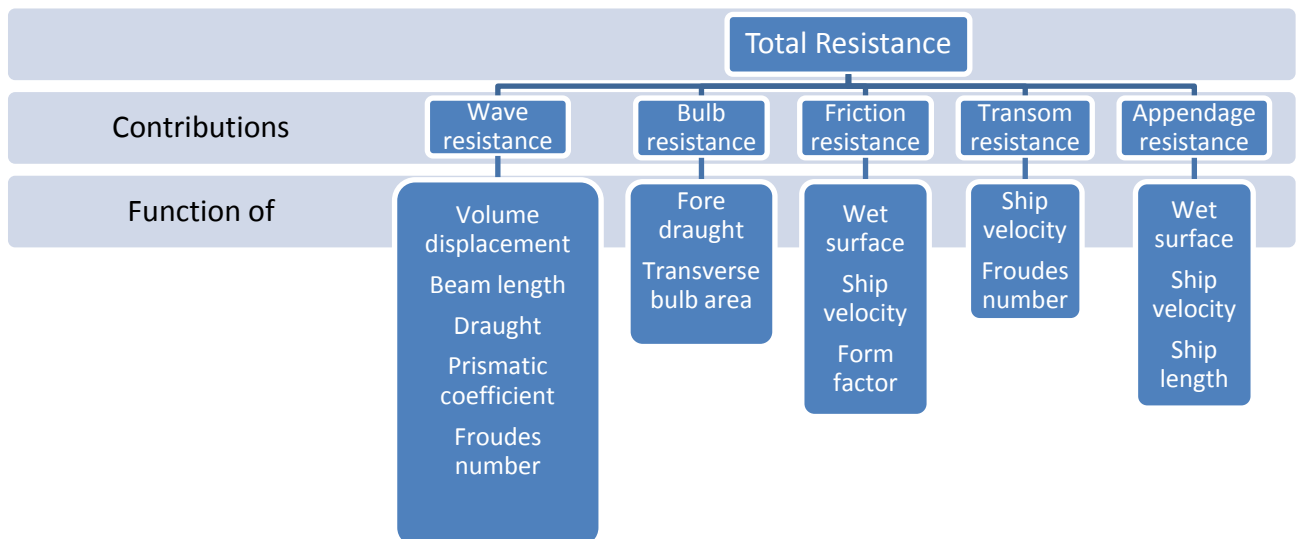 Total Resistance
Contributions
Wave
resistance
Bulb
resistance
Friction
resistance
Transom
resistance
Appendage
resistance
Function of
Volume
displacement
Beam length
Draught
Prismatic
coefficient
Froudes
number
Fore
draught
Transverse
bulb area
Wet
surface
Ship
velocity
Form
factor
Ship
velocity
Froudes
number
Wet
surface
Ship
velocity
Ship
length